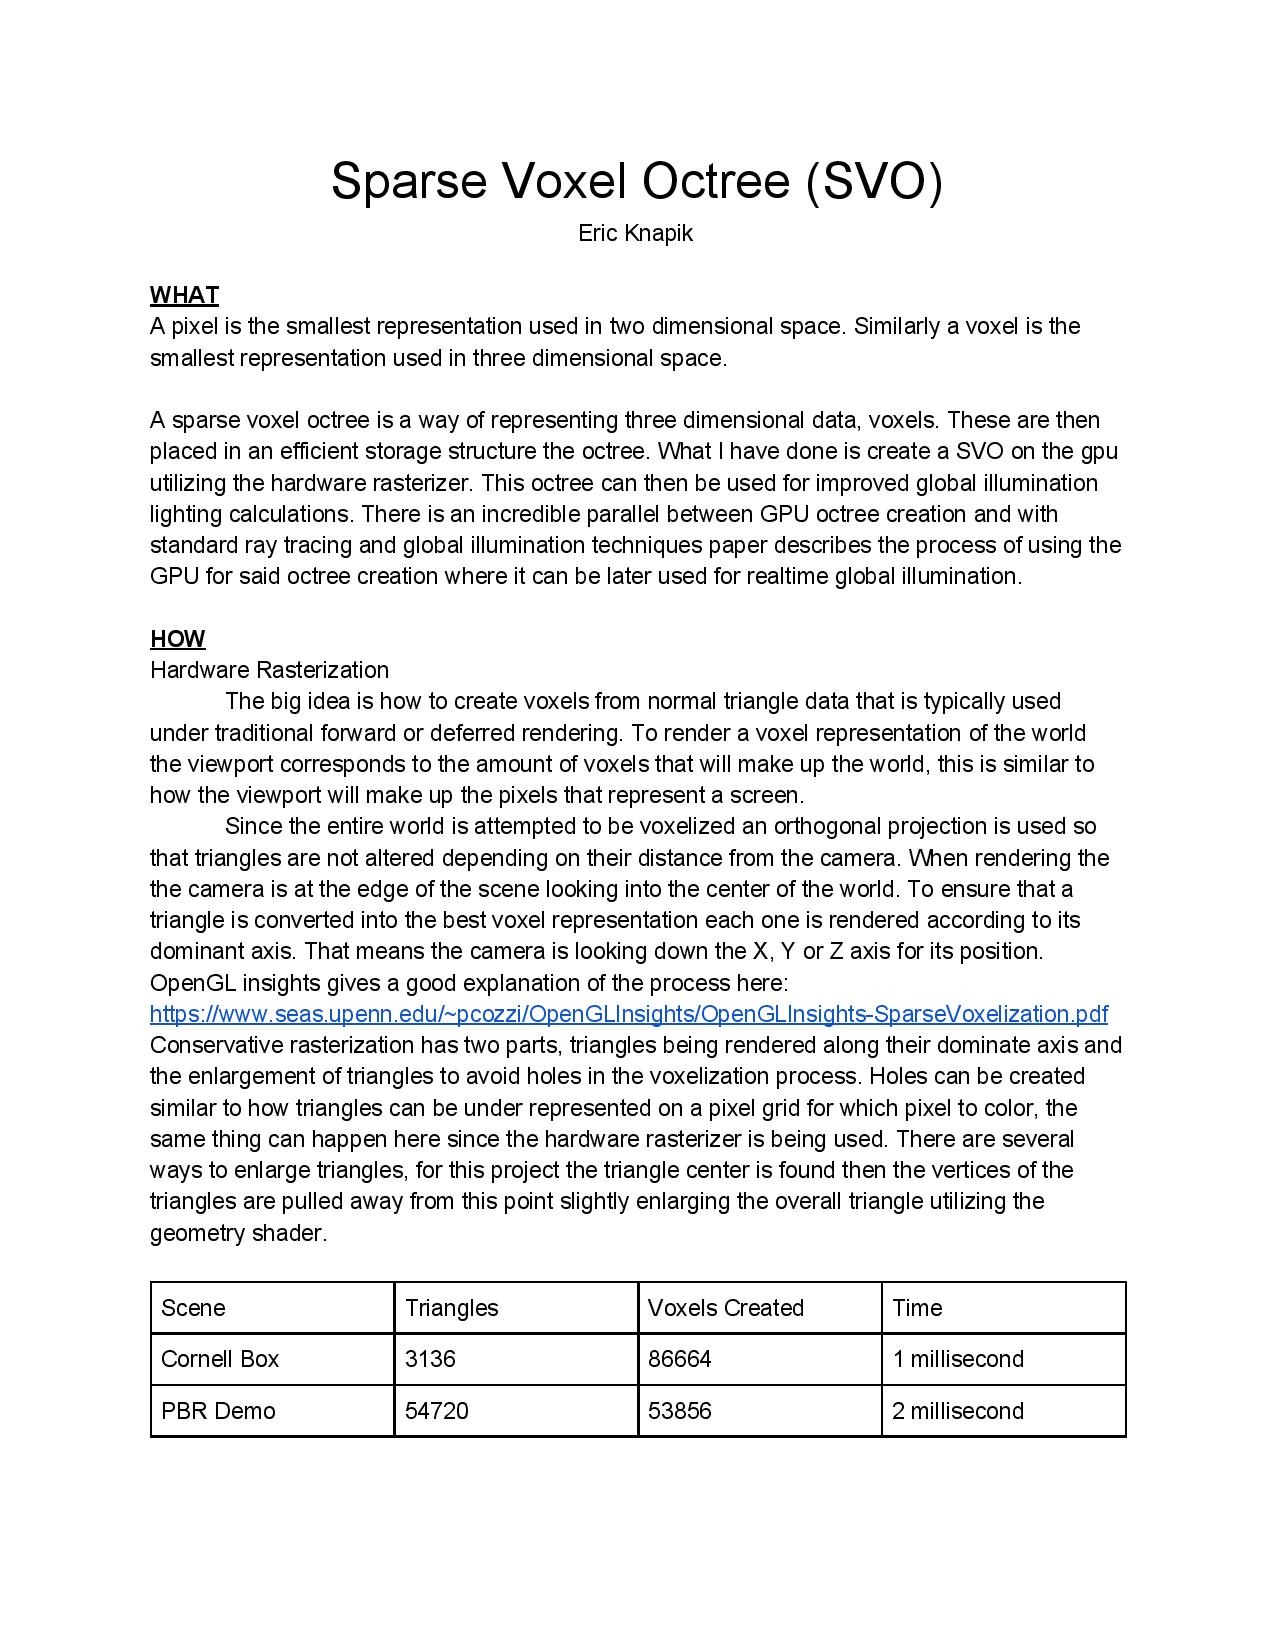 Sparse Voxel Octree (SVO)
Eric Knapik
WHAT
A pixel is the smallest representation used in two dimensional space. Similarly a voxel is the
smallest representation used in three dimensional space.
A sparse voxel octree is a way of representing three dimensional data, voxels. These are then
placed in an efficient storage structure the octree. What I have done is create a SVO on the gpu
utilizing the hardware rasterizer. This octree can then be used for improved global illumination
lighting calculations. There is an incredible parallel between GPU octree creation and with
standard ray tracing and global illumination techniques paper describes the process of using the
GPU for said octree creation where it can be later used for realtime global illumination.
HOW
Hardware Rasterization
The big idea is how to create voxels from normal triangle data that is typically used
under traditional forward or deferred rendering. To render a voxel representation of the world
the viewport corresponds to the amount of voxels that will make up the world, this is similar to
how the viewport will make up the pixels that represent a screen.
Since the entire world is attempted to be voxelized an orthogonal projection is used so
that triangles are not altered depending on their distance from the camera. When rendering the
the camera is at the edge of the scene looking into the center of the world. To ensure that a
triangle is converted into the best voxel representation each one is rendered according to its
dominant axis. That means the camera is looking down the X, Y or Z axis for its position.
OpenGL insights gives a good explanation of the process here:
https://www.seas.upenn.edu/~pcozzi/OpenGLInsights/OpenGLInsights-SparseVoxelization.pdf
Conservative rasterization has two parts, triangles being rendered along their dominate axis and
the enlargement of triangles to avoid holes in the voxelization process. Holes can be created
similar to how triangles can be under represented on a pixel grid for which pixel to color, the
same thing can happen here since the hardware rasterizer is being used. There are several
ways to enlarge triangles, for this project the triangle center is found then the vertices of the
triangles are pulled away from this point slightly enlarging the overall triangle utilizing the
geometry shader.
Scene Triangles Voxels Created Time
Cornell Box 3136 86664 1 millisecond
PBR Demo 54720 53856 2 millisecond